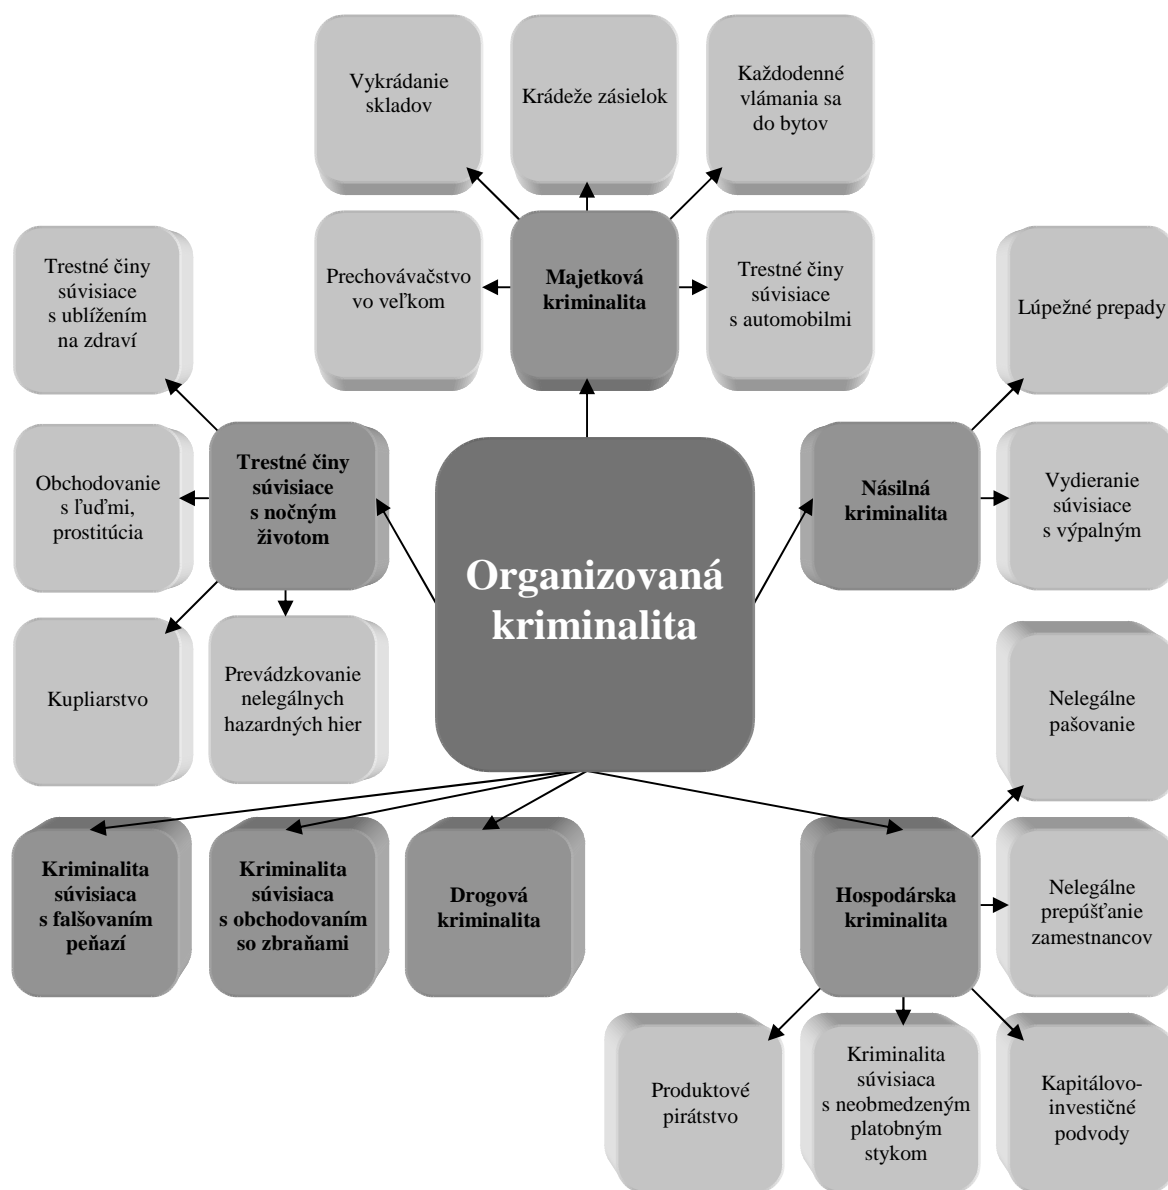 Vykrádanie
skladov
Krádeže zásielok
Každodenné
vlámania sa
do bytov
Prechovávačstvo
vo veľkom
Majetková
kriminalita
Trestné činy
súvisiace
s automobilmi
Trestné činy
súvisiace
s ublížením
na zdraví
Lúpežné prepady
Obchodovanie
s ľuďmi,
prostitúcia
Trestné činy
súvisiace
s nočným
životom
Násilná
kriminalita
Vydieranie
súvisiace
s výpalným
Organizovaná
kriminalita
Kupliarstvo
Prevádzkovanie
nelegálnych
hazardných hier
Nelegálne
pašovanie
Kriminalita
súvisiaca
s falšovaním
peňazí
Kriminalita
súvisiaca
s obchodovaním
so zbraňami
Drogová
kriminalita
Hospodárska
kriminalita
Nelegálne
prepúšťanie
zamestnancov
Produktové
pirátstvo
Kriminalita
súvisiaca
s neobmedzeným
platobným
stykom
Kapitálovo-
investičné
podvody